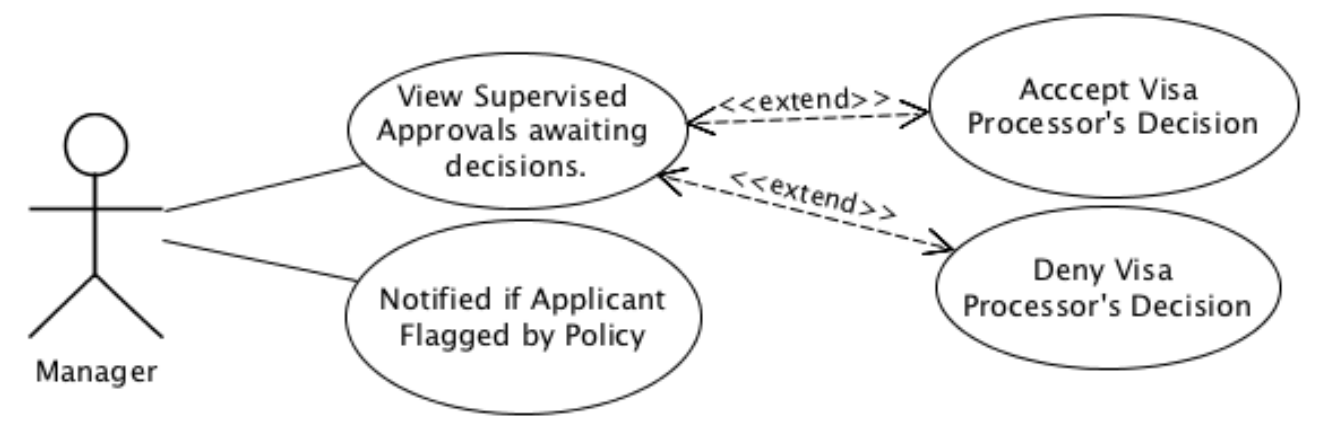 View Supervised
Approvals awaiting
decisions.
<<extend>>
Acccept Visa
Processor's Decision
<<extend>>
Deny Visa
Processor's Decision
Notified if Applicant
Flagged by Policy
Manager